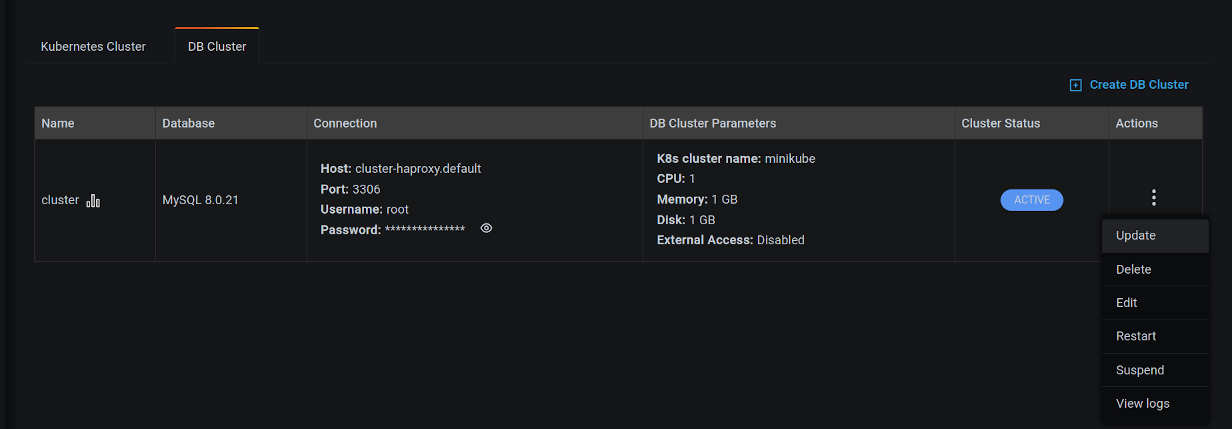 Kubernetes Cluster DB Cluster
Create DB Cluster
Name Database Connection DB Cluster Parameters Cluster Status Actions
cluster
MySQL 8.0.21
Host: cluster-haproxy.default
Port: 3306
Username: root
Password: ***************
K8s cluster name: minikube
CPU: 1
Memory: 1 GB
Disk: 1 GB
External Access: Disabled
ACTIVE
Update
Delete
Edit
Restart
Suspend
View logs